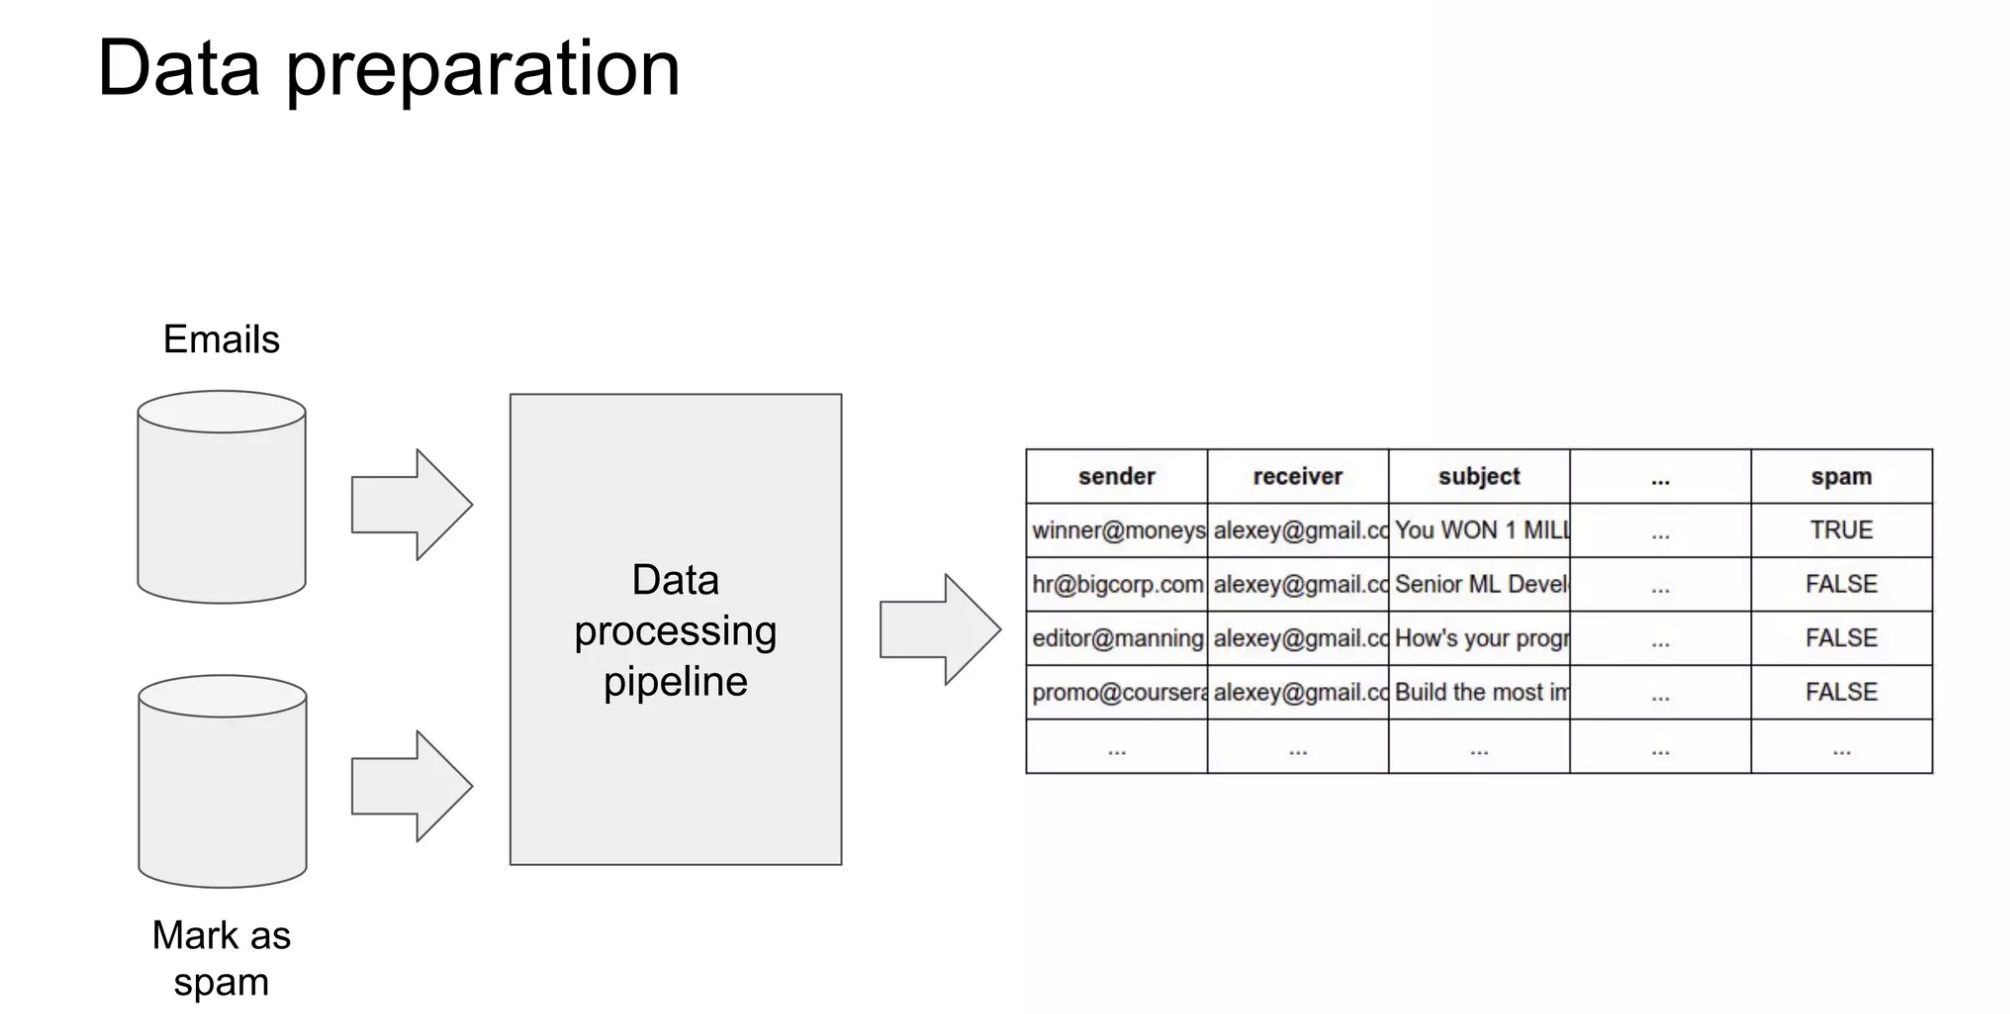 Data preparation
Emails
Mark as
spam
Data
processing
pipeline
sender receiver subject ... spam
winner@moneys alexey@gmail.cc You WON 1 MILL ... TRUE
hr@bigcorp.com alexey@gmail.cc Senior ML Devel ... FALSE
editor@manning alexey@gmail.cc How's your progr ... FALSE
promo@coursera alexey@gmail.cc Build the most im ... FALSE
... ... ... ... ...